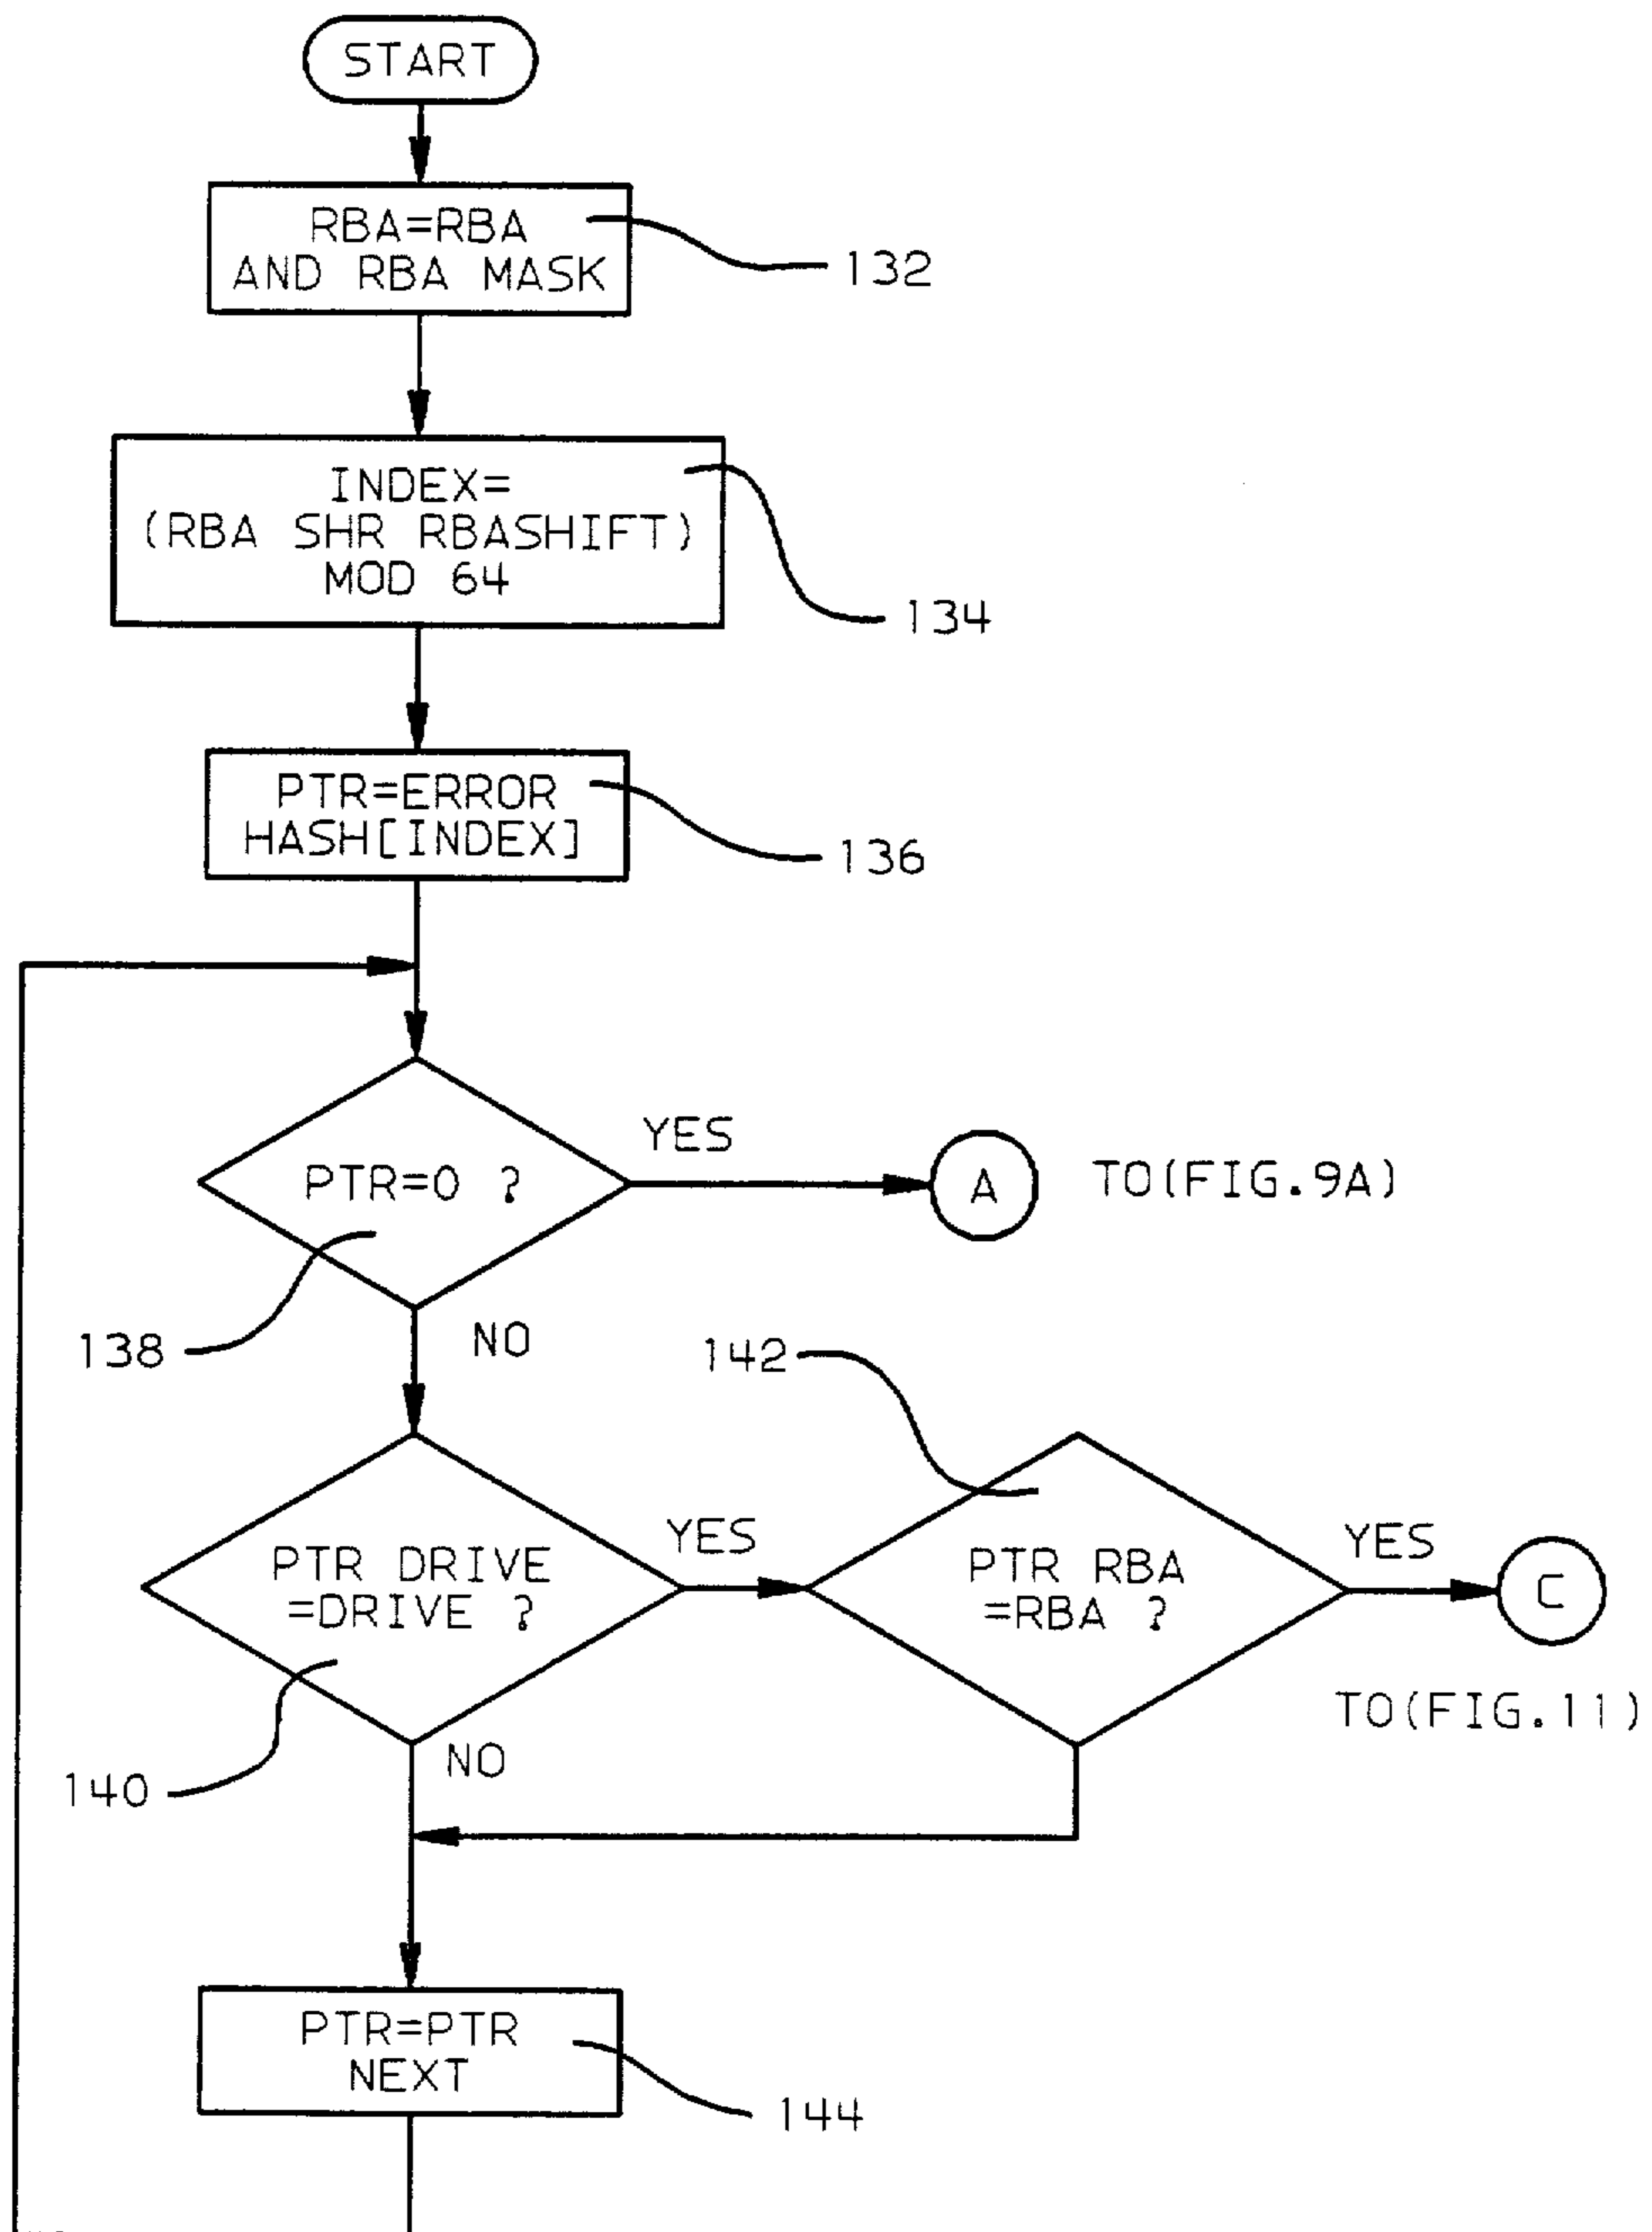 START
RBA=RBA
AND RBA MASK
132
INDEX=
(RBA SHR RBASHIFT)
MOD 64
134
PTR=ERROR
HASH[INDEX]
136
YES
PTR=0 ?
A
TO(FIG.9A)
138
NO
142
PTR DRIVE
=DRIVE ?
YES
PTR RBA
=RBA ?
YES
C
TO(FIG.11)
140
NO
PTR=PTR
NEXT
144